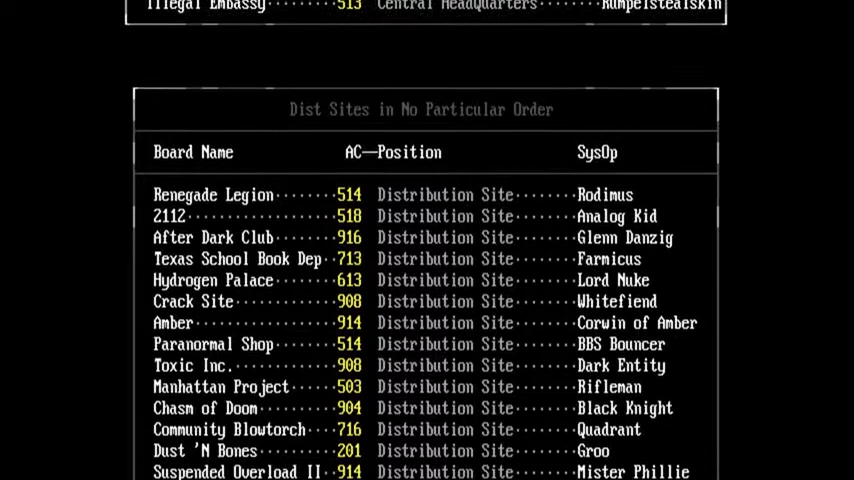 Illegal Embassy·········513 Central Headquarters········Rumpelstealskin
Dist Sites in No Particular Order
Board Name AC—Position SysOp
Renegade Legion········514 Distribution Site········Rodimus
2112···················518 Distribution Site········Analog Kid
After Dark Club········916 Distribution Site········Glenn Danzig
Texas School Book Dep··713 Distribution Site········Farmicus
Hydrogen Palace········613 Distribution Site········Lord Nuke
Crack Site·············908 Distribution Site········Whitefiend
Amber··················914 Distribution Site········Corwin of Amber
Paranormal Shop········514 Distribution Site········BBS Bouncer
Toxic Inc.·············908 Distribution Site········Dark Entity
Manhattan Project······503 Distribution Site········Rifleman
Chasm of Doom··········904 Distribution Site········Black Knight
Community Blowtorch····716 Distribution Site········Quadrant
Dust 'N Bones··········201 Distribution Site········Groo
Suspended Overload II··914 Distribution Site········Mister Phillie